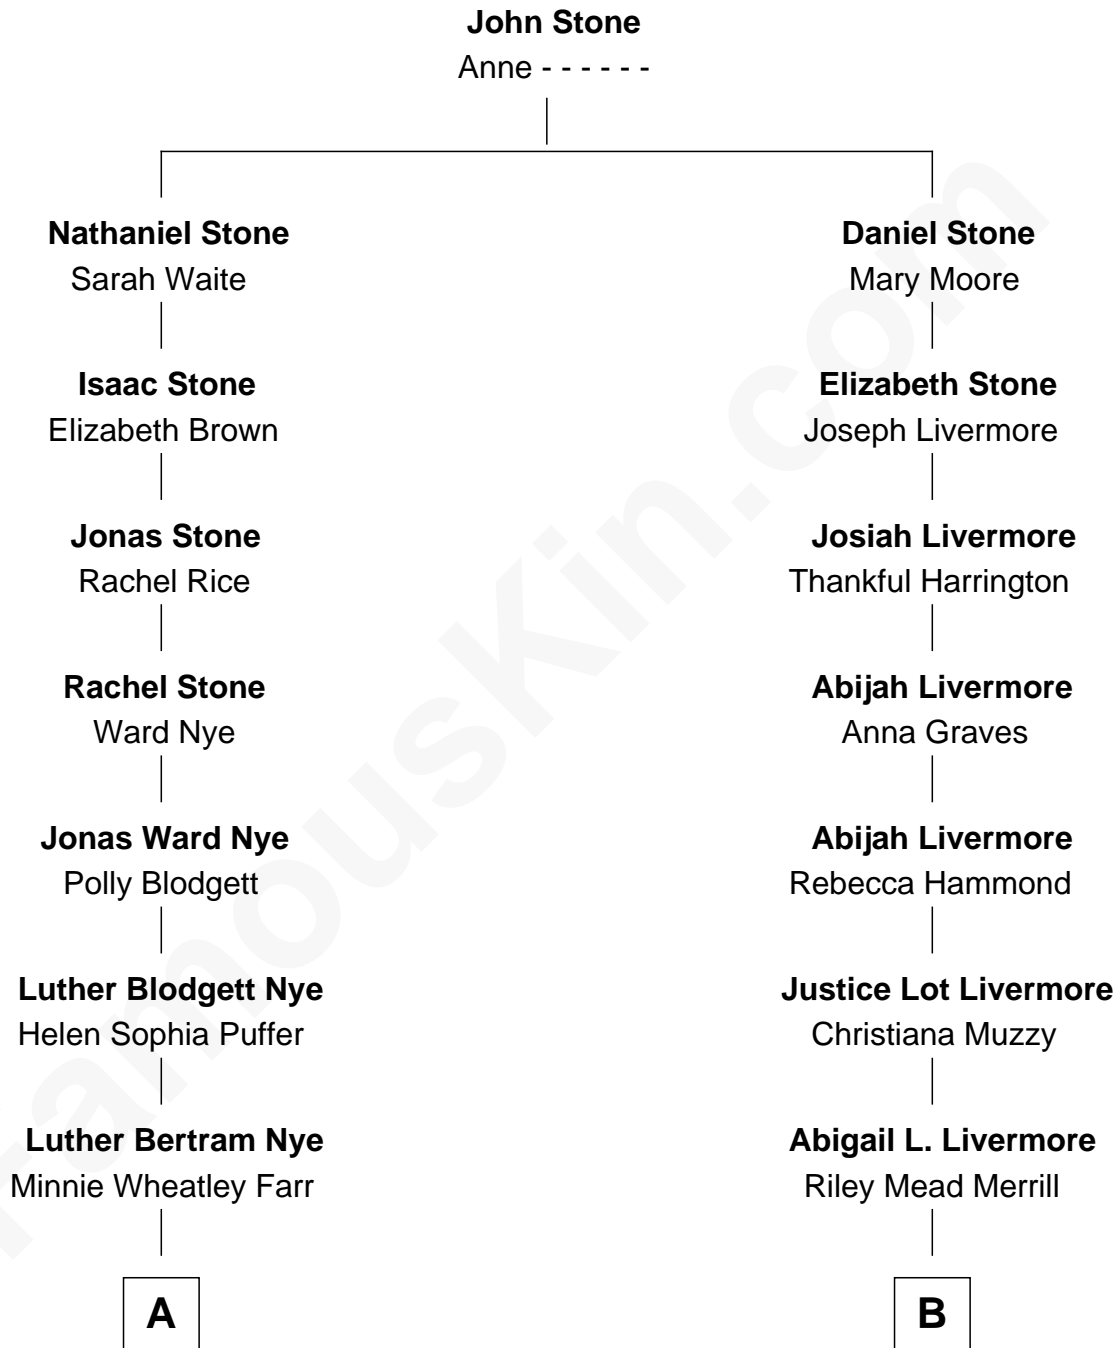 John Stone
Anne - - - - - -
Nathaniel Stone
Sarah Waite
Daniel Stone
Mary Moore
Isaac Stone
Elizabeth Brown
Elizabeth Stone
Joseph Livermore
Jonas Stone
Rachel Rice
Josiah Livermore
Thankful Harrington
Rachel Stone
Ward Nye
Abijah Livermore
Anna Graves
Jonas Ward Nye
Polly Blodgett
Abijah Livermore
Rebecca Hammond
Luther Blodgett Nye
Helen Sophia Puffer
Justice Lot Livermore
Christiana Muzzy
Luther Bertram Nye
Minnie Wheatley Farr
Abigail L. Livermore
Riley Mead Merrill
A
B
FamousKin.com